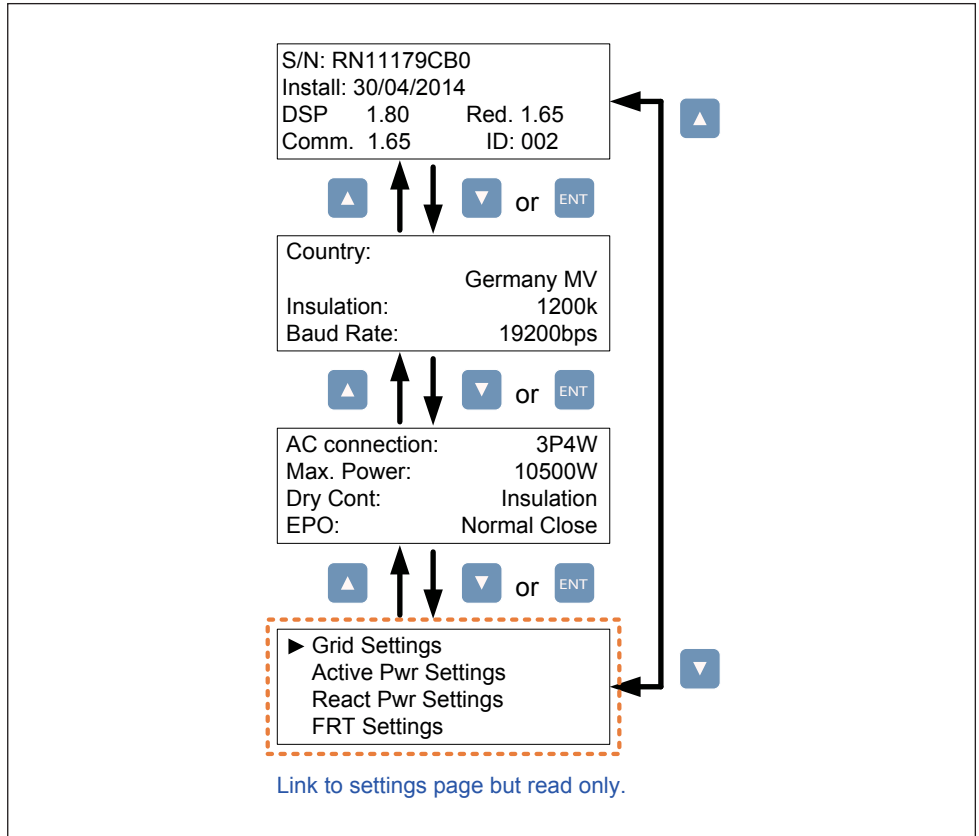 S/N: RN11179CB0
Install: 30/04/2014
DSP 1.80 Red. 1.65
Comm. 1.65 ID: 002
or ENT
Country:
Germany MV
Insulation: 1200k
Baud Rate: 19200bps
or ENT
AC connection: 3P4W
Max. Power: 10500W
Dry Cont: Insulation
EPO: Normal Close
or ENT
Grid Settings
Active Pwr Settings
React Pwr Settings
FRT Settings
Link to settings page but read only.